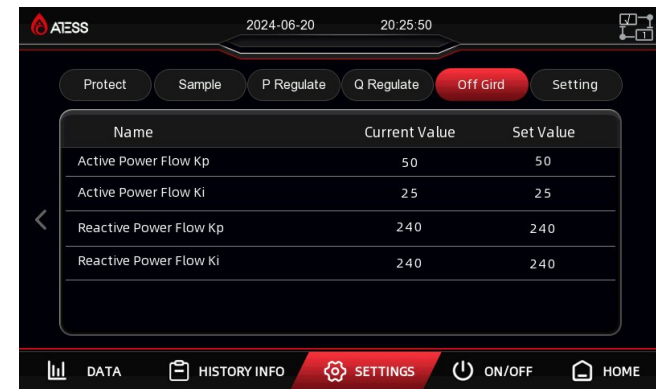 ATESS 2024-06-20 20:25:50
Protect Sample P Regulate Q Regulate Off Gird Setting
Name Current Value Set Value
Active Power Flow Kp 50 50
Active Power Flow Ki 25 25
Reactive Power Flow Kp 240 240
Reactive Power Flow Ki 240 240
DATA HISTORY INFO SETTINGS ON/OFF HOME